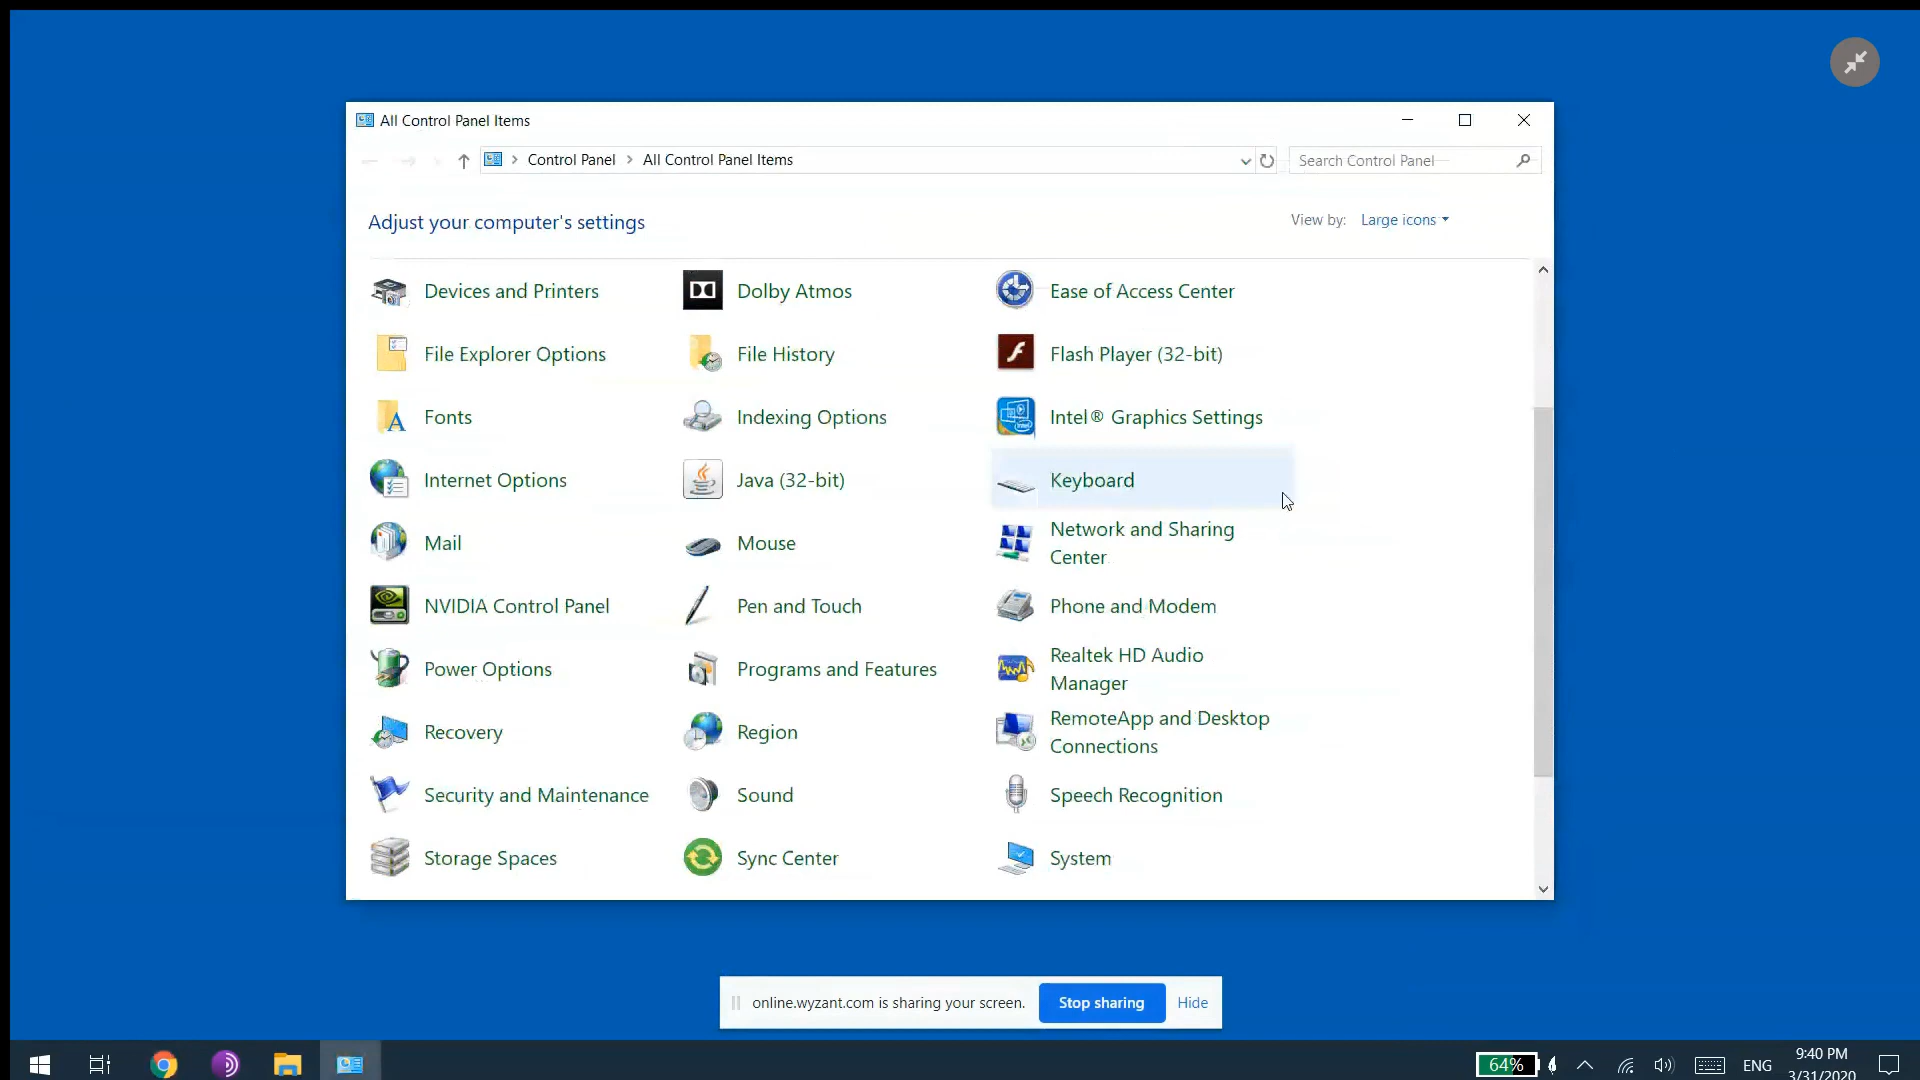 All Control Panel Items
Control Panel > All Control Panel Items
Search Control Panel
Adjust your computer's settings
View by: Large icons
Devices and Printers
Dolby Atmos
Ease of Access Center
File Explorer Options
File History
Flash Player (32-bit)
Fonts
Indexing Options
Intel® Graphics Settings
Internet Options
Java (32-bit)
Keyboard
Mail
Mouse
Network and Sharing
Center
NVIDIA Control Panel
Pen and Touch
Phone and Modem
Power Options
Programs and Features
Realtek HD Audio
Manager
Recovery
Region
RemoteApp and Desktop
Connections
Security and Maintenance
Sound
Speech Recognition
Storage Spaces
Sync Center
System
online.wyzant.com is sharing your screen.
Stop sharing
Hide
64%
ENG
9:40 PM
3/31/2020